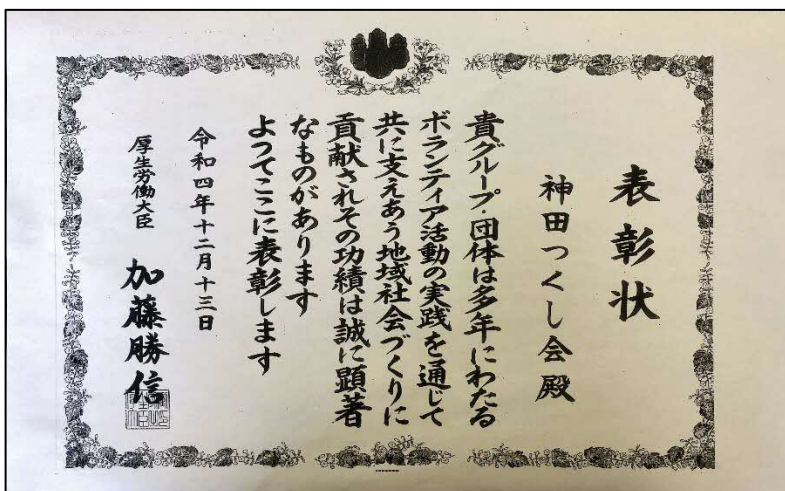 表彰状
神田つくし会殿
貴グループ・団体は多年にわたる
ボランティア活動の実践を通じて
共に支えあう地域社会づくりに
貢献されその功績は誠に顕著
なものがあります
よつてここに表彰します
令和四年十二月十三日
厚生労働大臣 加藤勝信